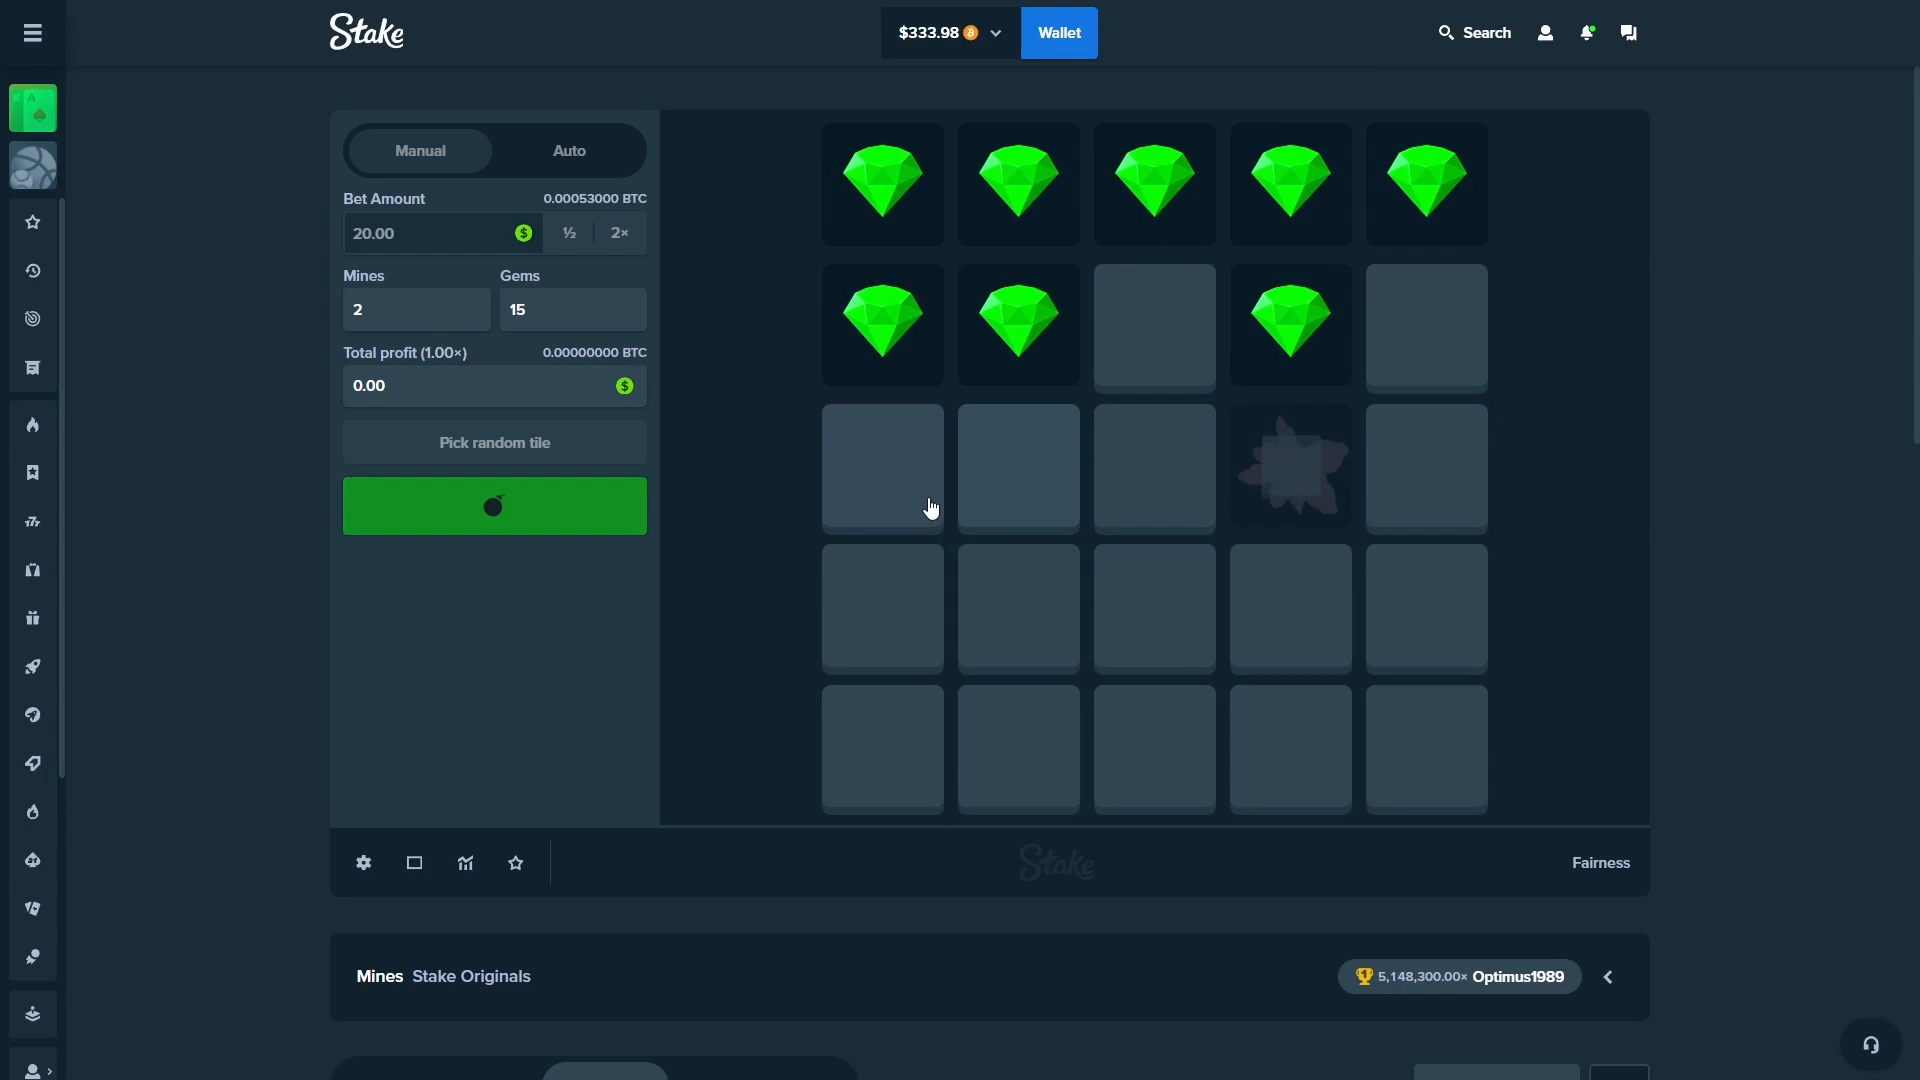 Stake
$333.98
Wallet
Search
Manual
Auto
Bet Amount
0.00053000 BTC
20.00
$
½
2×
Mines
Gems
2
15
Total profit (1.00×)
0.00000000 BTC
0.00
$
Pick random tile
Stake
Fairness
Mines Stake Originals
1 5,148,300.00× Optimus1989